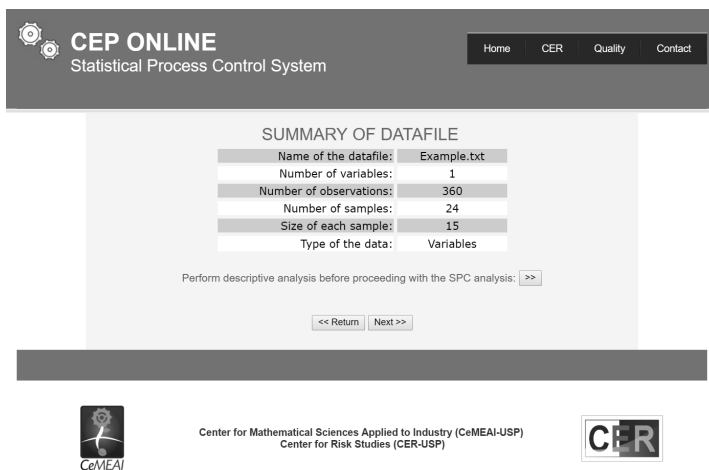 CEP ONLINE
Statistical Process Control System
Home CER Quality Contact
SUMMARY OF DATAFILE
Name of the datafile: Example.txt
Number of variables: 1
Number of observations: 360
Number of samples: 24
Size of each sample: 15
Type of the data: Variables
Perform descriptive analysis before proceeding with the SPC analysis: >>
<< Return Next >>
Center for Mathematical Sciences Applied to Industry (CeMEAI-USP)
Center for Risk Studies (CER-USP)
CeMEAI
CER